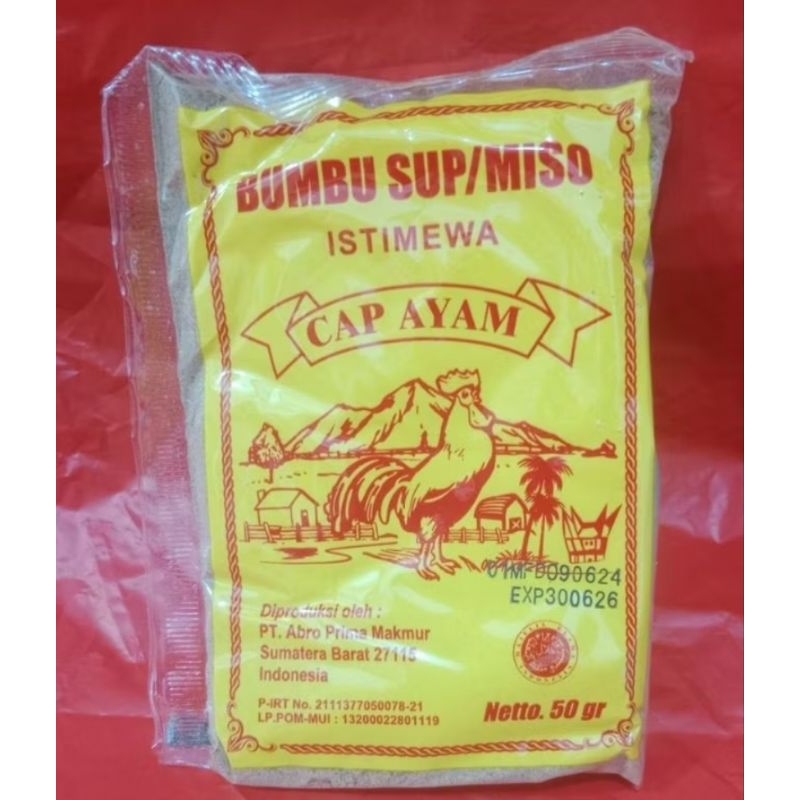 BUMBU SUP/MISO
ISTIMEWA
CAP AYAM
01MFD090624
EXP300626
Diproduksi oleh :
PT. Abro Prima Makmur
Sumatera Barat 27115
Indonesia
P-IRT No. 2111377050078-21
LP.POM-MUI : 13200022801119
Netto. 50 gr